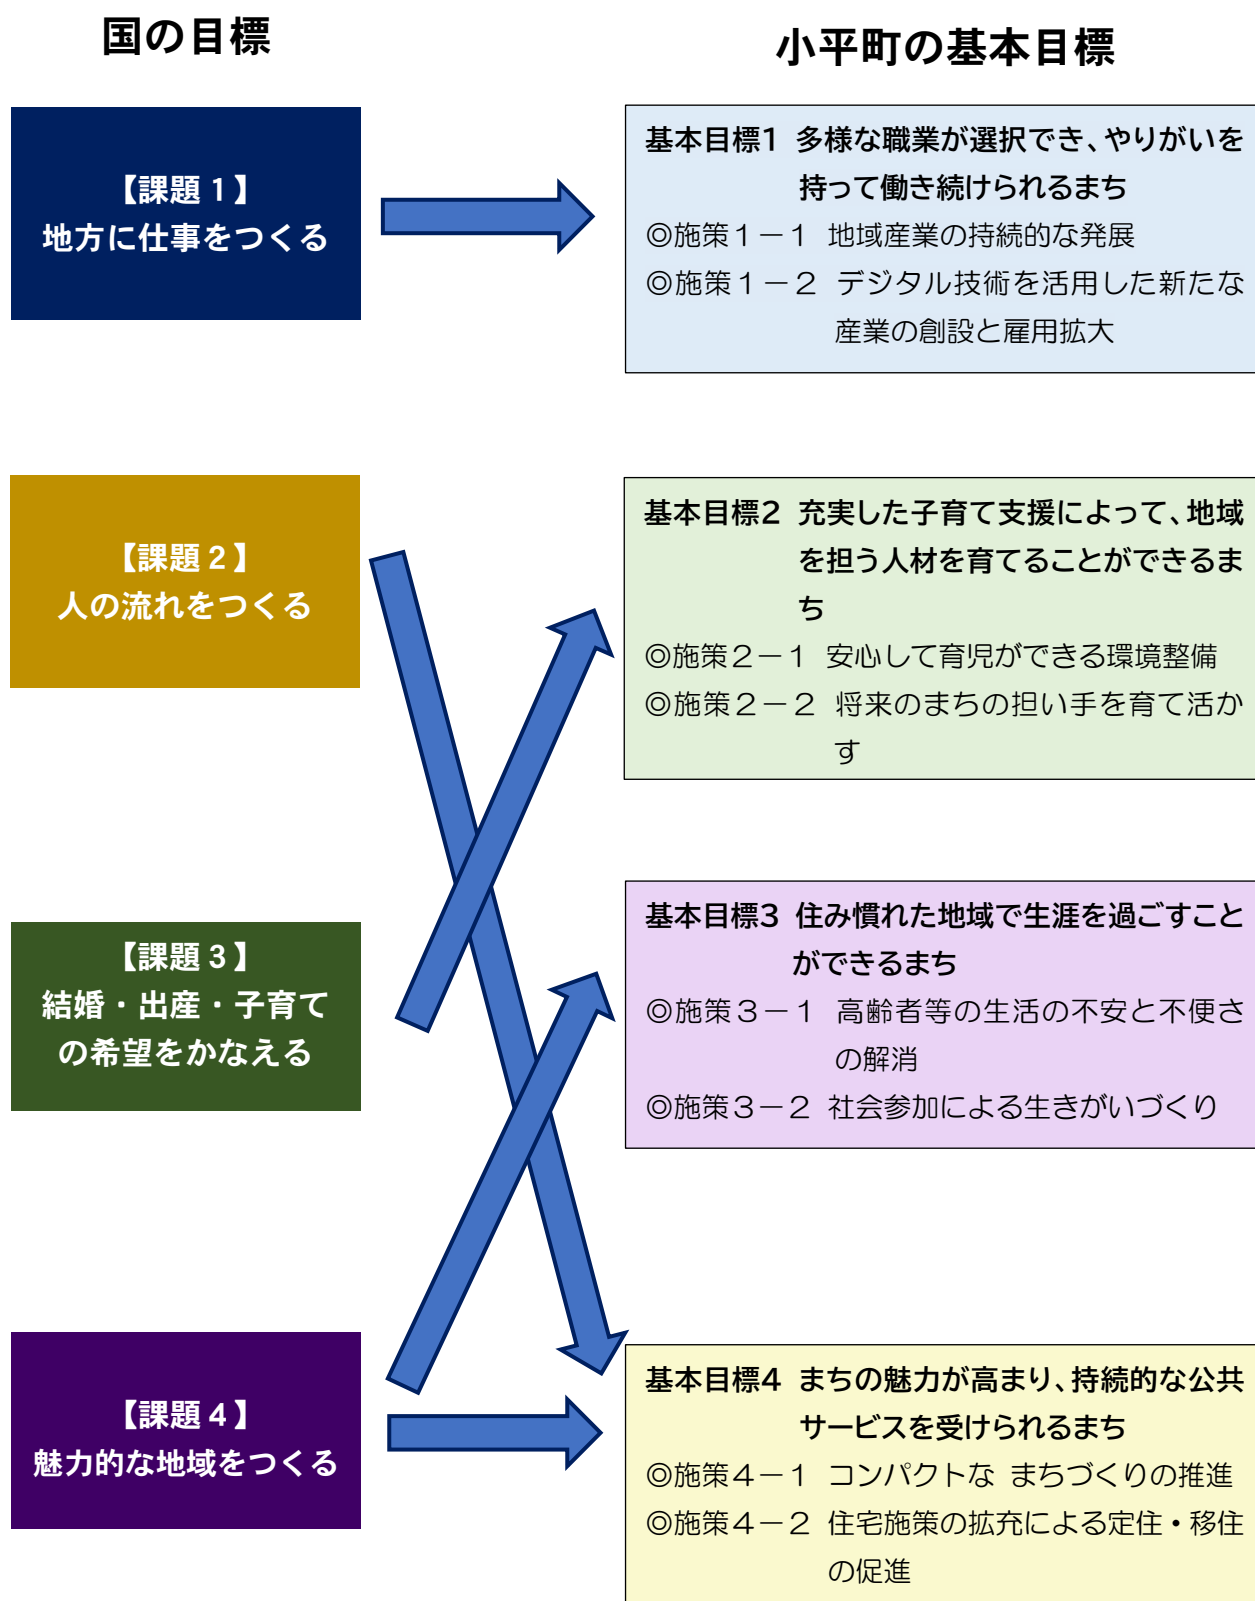 国の目標
小平町の基本目標
【課題１】
地方に仕事をつくる
基本目標1 多様な職業が選択でき、やりがいを
持って働き続けられるまち
◎施策１－１ 地域産業の持続的な発展
◎施策１－２ デジタル技術を活用した新たな
産業の創設と雇用拡大
【課題２】
人の流れをつくる
基本目標2 充実した子育て支援によって、地域
を担う人材を育てることができるま
ち
◎施策２－１ 安心して育児ができる環境整備
◎施策２－２ 将来のまちの担い手を育て活か
す
【課題３】
結婚・出産・子育て
の希望をかなえる
基本目標3 住み慣れた地域で生涯を過ごすこと
ができるまち
◎施策３－１ 高齢者等の生活の不安と不便さ
の解消
◎施策３－２ 社会参加による生きがいづくり
【課題４】
魅力的な地域をつくる
基本目標4 まちの魅力が高まり、持続的な公共
サービスを受けられるまち
◎施策４－１ コンパクトな まちづくりの推進
◎施策４－２ 住宅施策の拡充による定住・移住
の促進